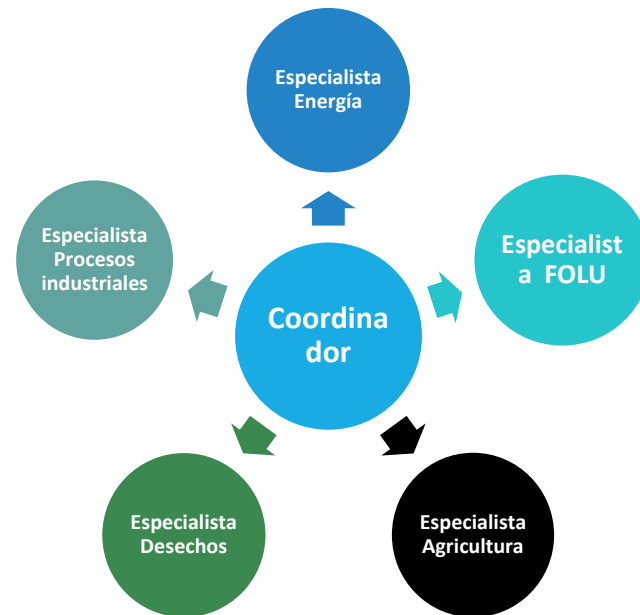 Especialista
Energía
Especialista
Procesos
industriales
Especialist
a FOLU
Coordina
dor
Especialista
Desechos
Especialista
Agricultura